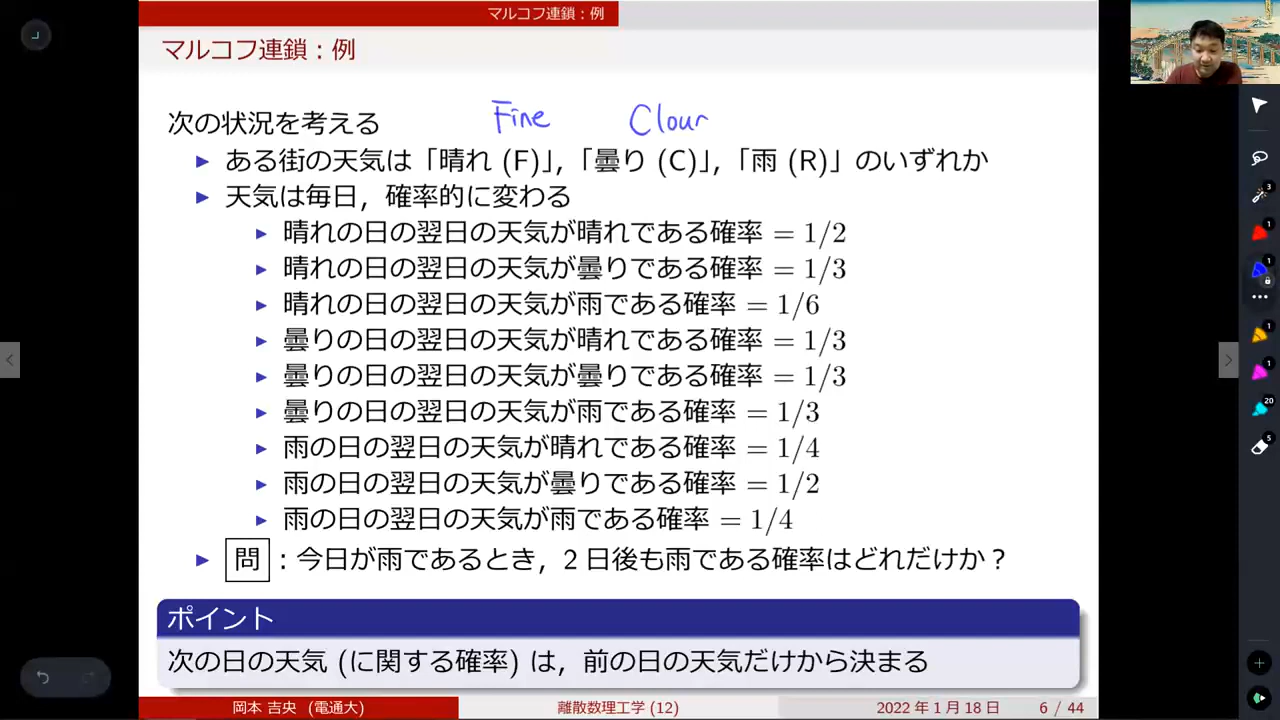 マルコフ連鎖：例
マルコフ連鎖：例
Fine Clour
次の状況を考える
▶ ある街の天気は「晴れ (F)」,「曇り (C)」,「雨 (R)」のいずれか
▶ 天気は毎日，確率的に変わる
▶ 晴れの日の翌日の天気が晴れである確率 = 1/2
▶ 晴れの日の翌日の天気が曇りである確率 = 1/3
▶ 晴れの日の翌日の天気が雨である確率 = 1/6
▶ 曇りの日の翌日の天気が晴れである確率 = 1/3
▶ 曇りの日の翌日の天気が曇りである確率 = 1/3
▶ 曇りの日の翌日の天気が雨である確率 = 1/3
▶ 雨の日の翌日の天気が晴れである確率 = 1/4
▶ 雨の日の翌日の天気が曇りである確率 = 1/2
▶ 雨の日の翌日の天気が雨である確率 = 1/4
▶ 問：今日が雨であるとき，2 日後も雨である確率はどれだけか？
ポイント
次の日の天気 (に関する確率) は，前の日の天気だけから決まる
岡本 吉央 (電通大) 離散数理工学 (12) 2022 年 1 月 18 日 6 / 44
3
1
1
1
1
20
5